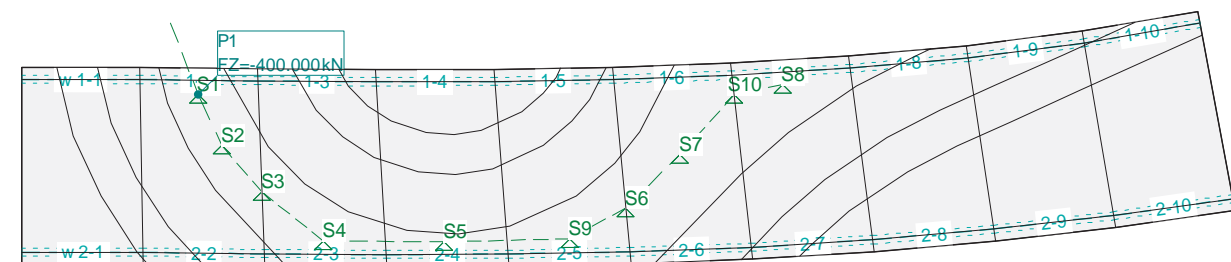 P1
FZ=-400.000kN
w 1-1
1
1-3
1-4
1-5
1-6
1-8
1-9
1-10
S1
S2
S3
S4
S5
S9
S6
S7
S10
S8
w 2-1
2-2
2-3
2-4
2-5
2-6
2-7
2-8
2-9
2-10